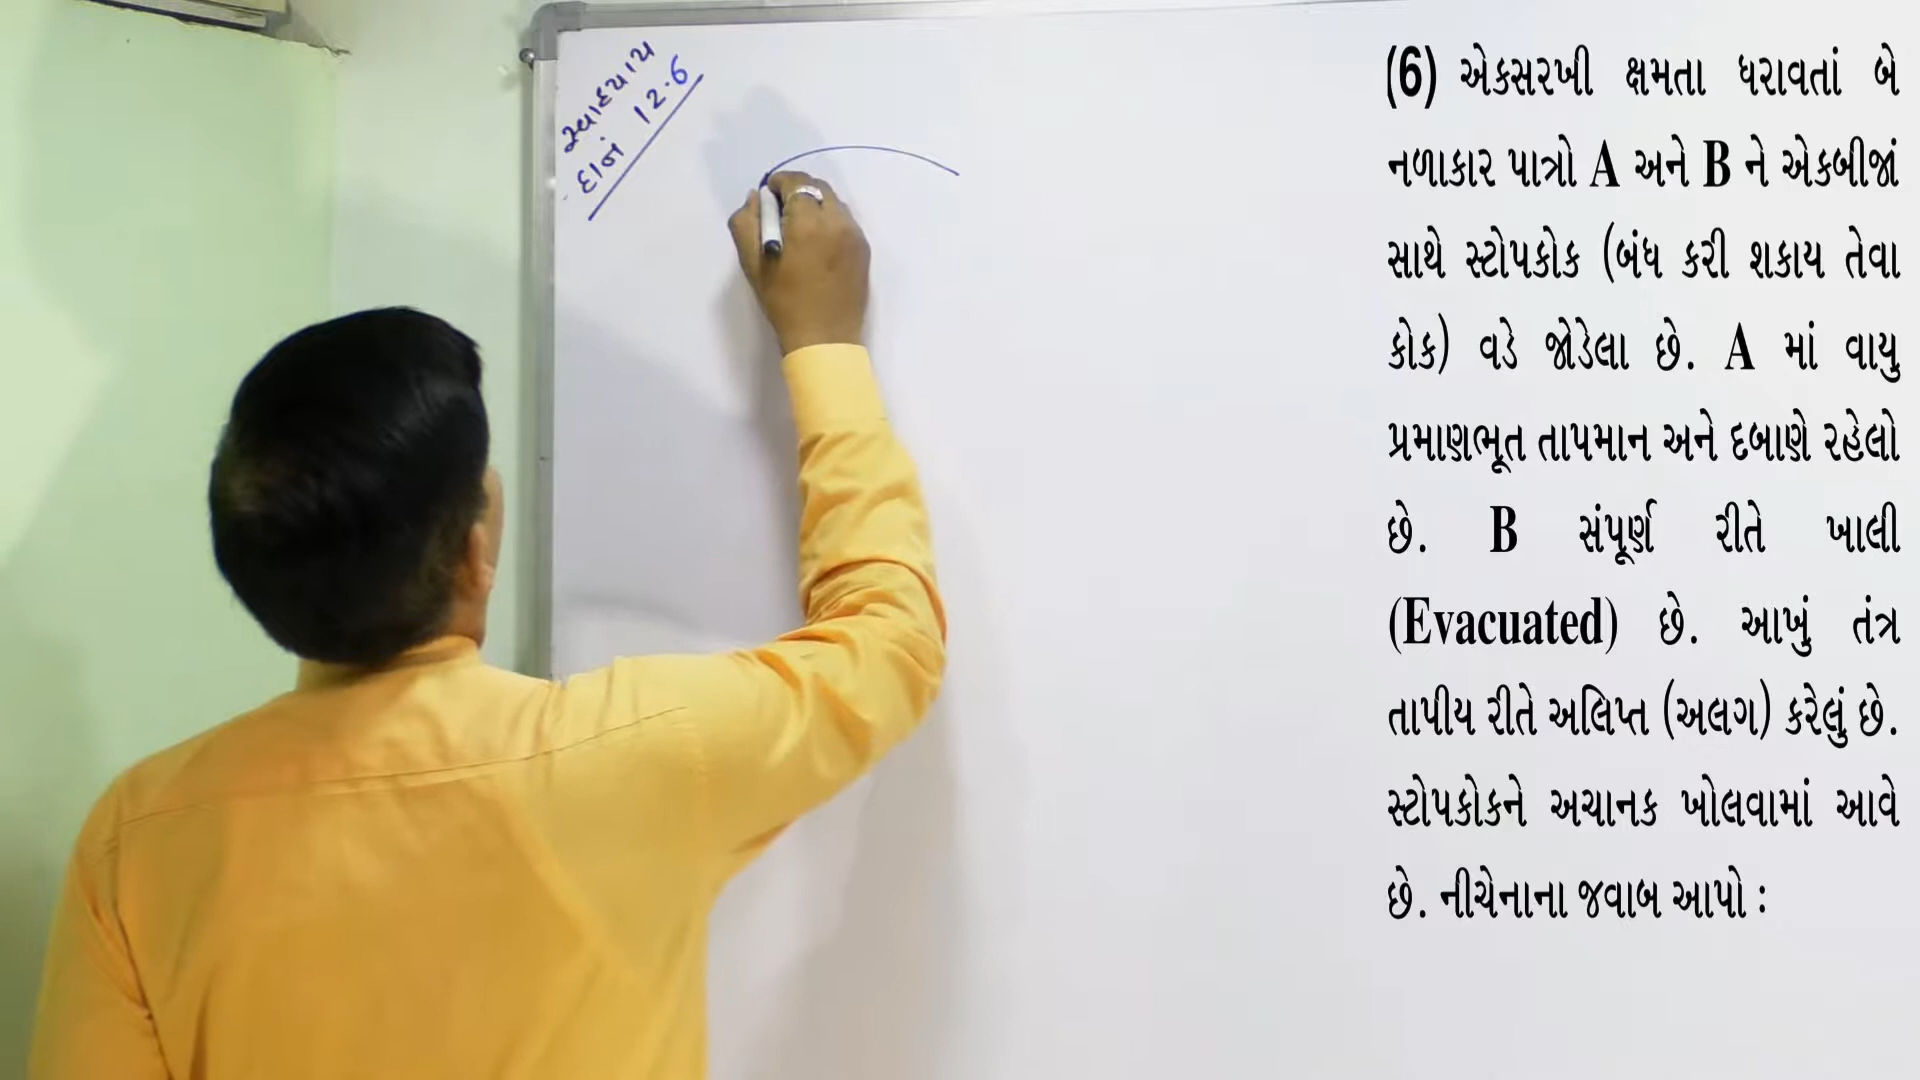 સ્વાધ્યાય
દાનં 12.6
(6) એકસરખી ક્ષમતા ધરાવતાં બે
નળાકાર પાત્રો A અને B ને એકબીજાં
સાથે સ્ટોપકોક (બંધ કરી શકાય તેવા
કોક) વડે જોડેલા છે. A માં વાયુ
પ્રમાણભૂત તાપમાન અને દબાણે રહેલો
છે. B સંપૂર્ણ રીતે ખાલી
(Evacuated) છે. આખું તંત્ર
તાપીય રીતે અલિપ્ત (અલગ) કરેલું છે.
સ્ટોપકોકને અચાનક ખોલવામાં આવે
છે. નીચેનાના જવાબ આપો :